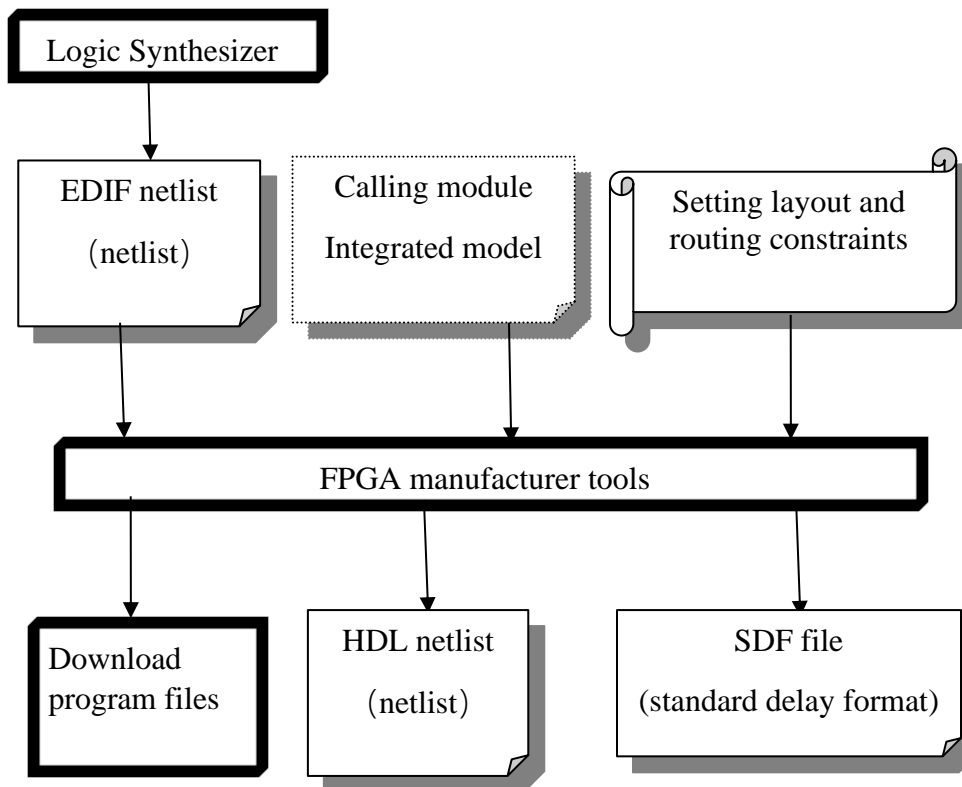 Logic Synthesizer
EDIF netlist
（netlist）
Calling module
Integrated model
Setting layout and
routing constraints
FPGA manufacturer tools
Download
program files
HDL netlist
（netlist）
SDF file
(standard delay format)